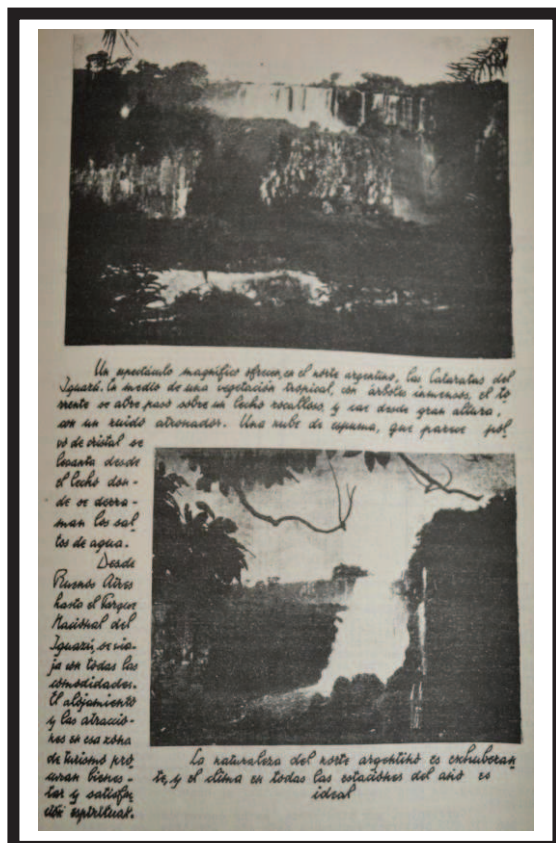 Un espectáculo magnífico ofrecen, en el norte argentino, las Cataratas del
Iguazú. En medio de una vegetación tropical, con árboles inmensos, el to
rrente se abre paso sobre un lecho rocalloso, y cae desde gran altura,
con un ruido atronador. Una nube de espuma, que parece pol
vo de cristal se
levanta desde
el lecho don-
de se derra-
man los sal
tos de agua.
Desde
Buenos Aires
hasta el Parque
Nacional del
Iguazú, se via-
ja con todas las
comodidades.
El alojamiento
y las atraccio-
nes en esa zona
de turismo pro
curan bienes-
tar y satisfac
ción espiritual.
La naturaleza del norte argentino es exhuberan
te, y el clima en todas las estaciones del año es
ideal